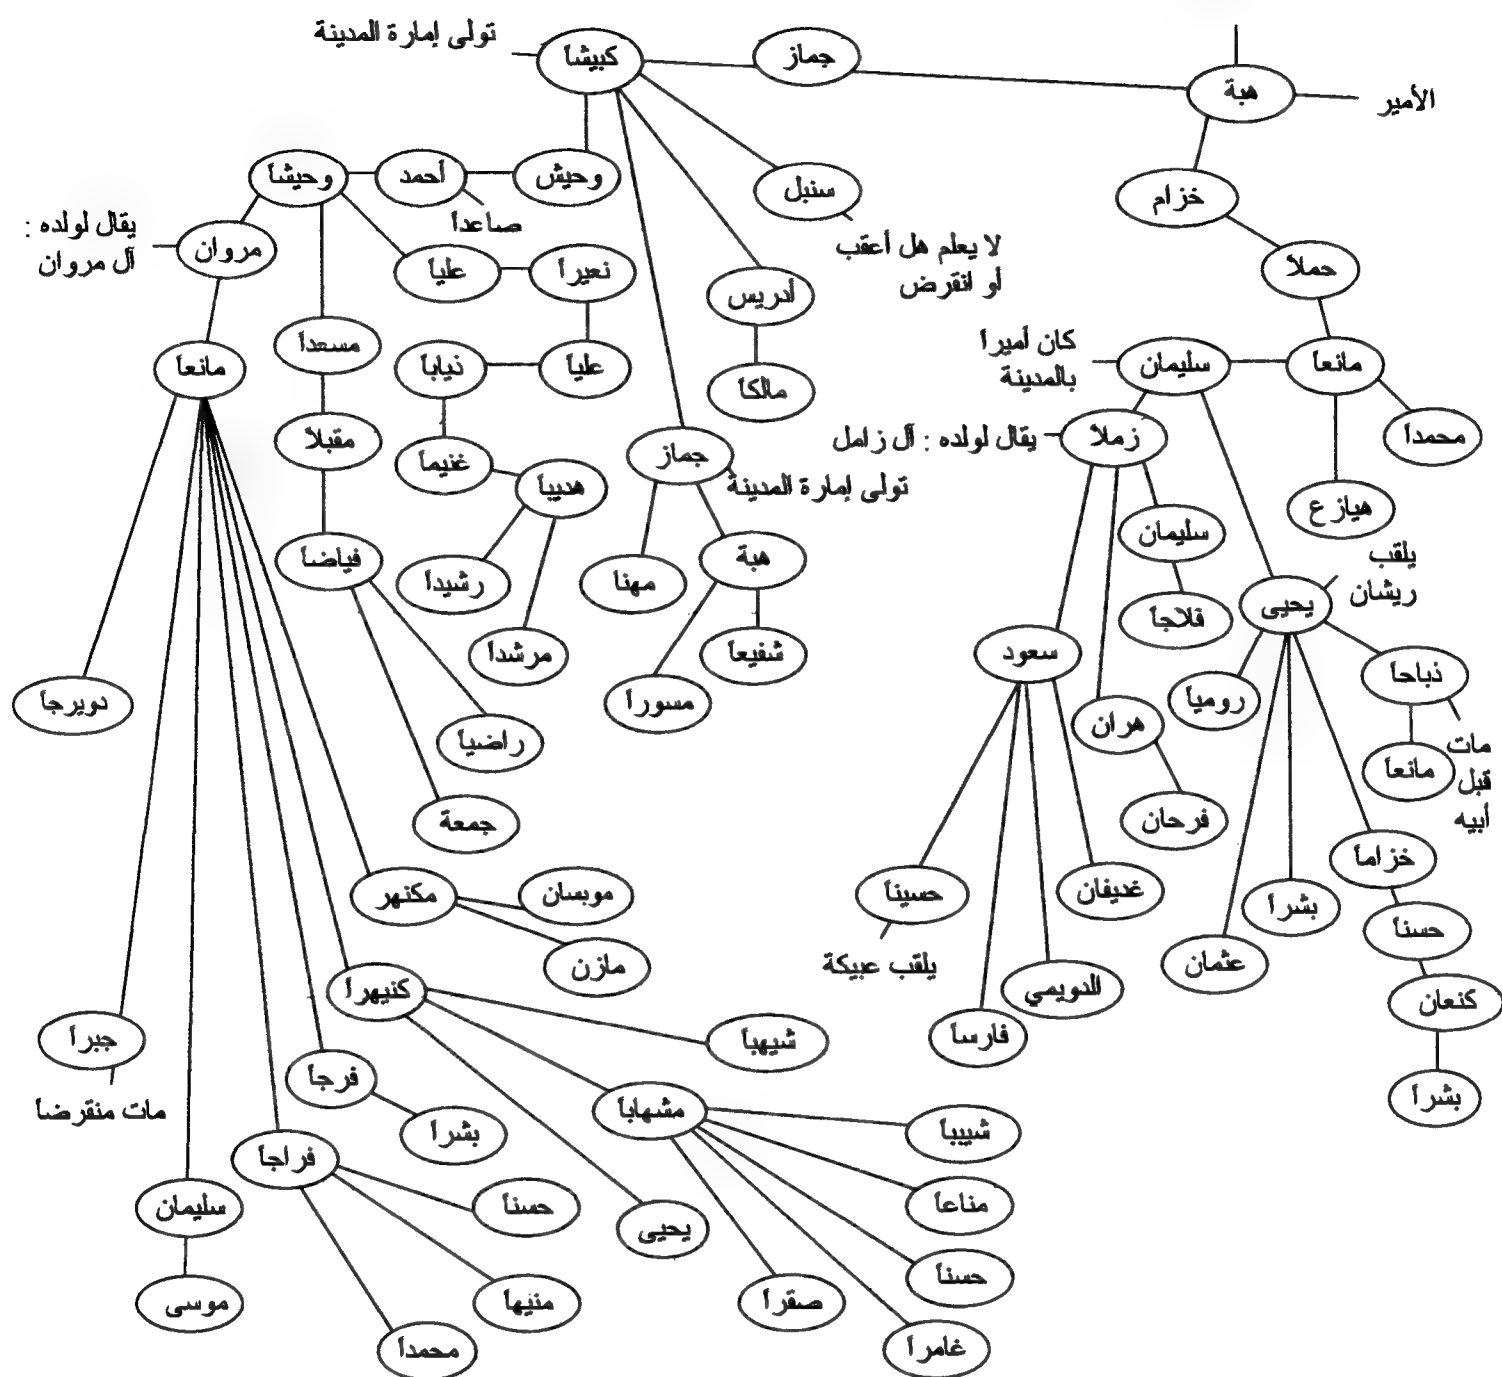 تولى إمارة المدينة
كبيشاً
جماز
هبة
الأمير
وحيشاً
أحمد
وحيش
سنبل
خزام
صاعداً
يقال لولده :
آل مروان
مروان
علياً
نعيراً
لا يعلم هل أعقب
أو انقرض
حملاً
أدريس
مسعداً
مانعاً
ذياباً
علياً
مالكاً
كان أميراً
بالمدينة
سليمان
مانعاً
محمداً
مقبلاً
غنيماً
جماز
يقال لولده : آل زامل
زملاً
هديبا
تولى إمارة المدينة
هيازع
سليمان
فياضاً
رشيداً
مهنا
هبة
يلقب
ريشان
يحيى
فلاجاً
مرشداً
شفيعاً
سعود
ذباحاً
دويرجاً
مسوراً
رومياً
راضياً
هران
مانعاً
مات
قبل
أبيه
جمعة
فرحان
خزاماً
مكنهر
موبسان
حسيناً
غديفان
بشراً
حسناً
يلقب عبيكة
مازن
عثمان
كنيهراً
الدويمي
كنعان
جبراً
شيهباً
فارساً
مات منقرضاً
فرجاً
بشراً
مشهاباً
بشراً
شبيباً
فراجاً
سليمان
حسناً
يحيى
مناعاً
حسناً
موسى
منيها
صقراً
محمداً
غامراً